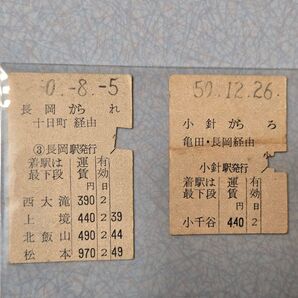 0.-8.-5
長岡から れ
十日町 経由
③長岡駅発行
着駅は 運 有
最下段 賃 効
円 日
西大滝 390 2
上境 440 2 39
北飯山 490 2 44
松本 970 2 49
50.12.26.
小針から ろ
亀田・長岡経由
小針駅発行
着駅は 運 有
最下段 賃 効
円 日
小千谷 440 2